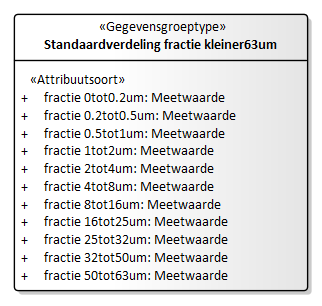 «Gegevensgroeptype»
Standaardverdeling fractie kleiner63um
«Attribuutsoort»
+ fractie 0tot0.2um: Meetwaarde
+ fractie 0.2tot0.5um: Meetwaarde
+ fractie 0.5tot1um: Meetwaarde
+ fractie 1tot2um: Meetwaarde
+ fractie 2tot4um: Meetwaarde
+ fractie 4tot8um: Meetwaarde
+ fractie 8tot16um: Meetwaarde
+ fractie 16tot25um: Meetwaarde
+ fractie 25tot32um: Meetwaarde
+ fractie 32tot50um: Meetwaarde
+ fractie 50tot63um: Meetwaarde